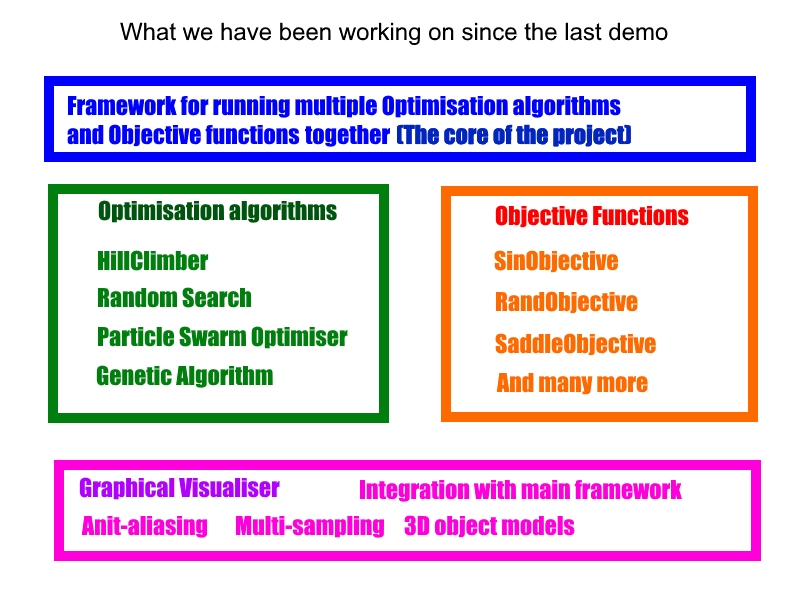 What we have been working on since the last demo
Framework for running multiple Optimisation algorithms
and Objective functions together (The core of the project)
Optimisation algorithms
HillClimber
Random Search
Particle Swarm Optimiser
Genetic Algorithm
Objective Functions
SinObjective
RandObjective
SaddleObjective
And many more
Graphical Visualiser
Integration with main framework
Anit-aliasing Multi-sampling 3D object models